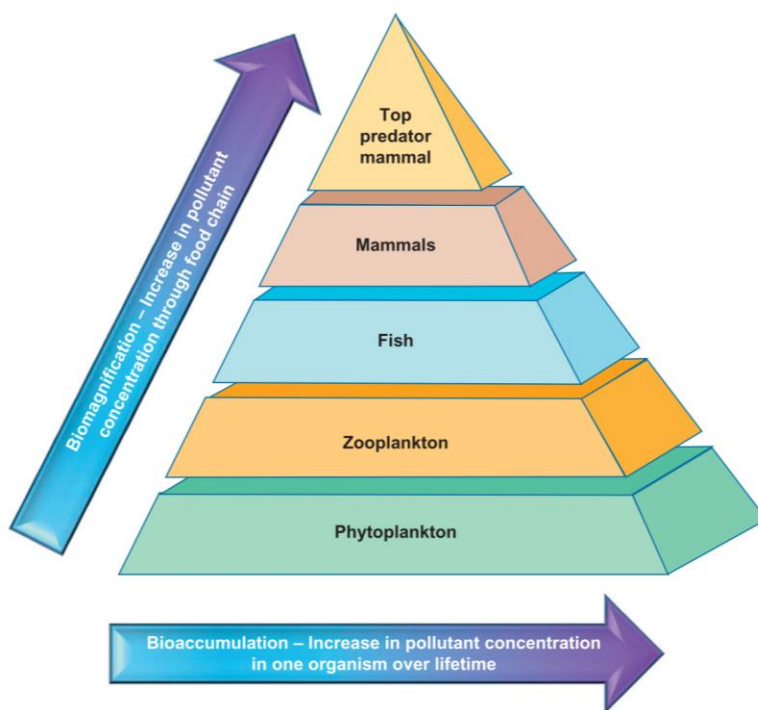 Top
predator
mammal
Mammals
Fish
Zooplankton
Phytoplankton
Biomagnification – Increase in pollutant
concentration through food chain
Bioaccumulation – Increase in pollutant concentration
in one organism over lifetime